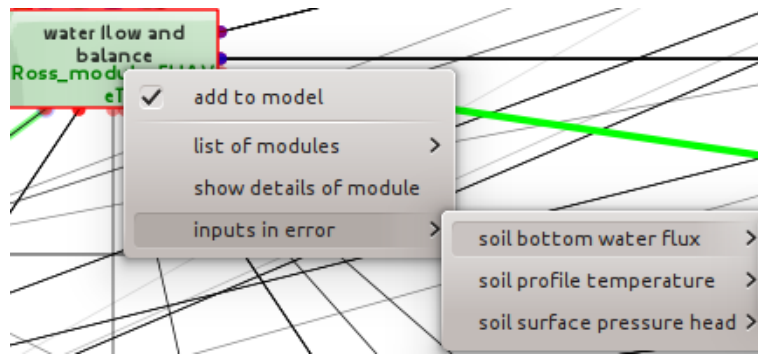 water flow and
balance
add to model
list of modules
show details of module
inputs in error
soil bottom water flux
soil profile temperature
soil surface pressure head